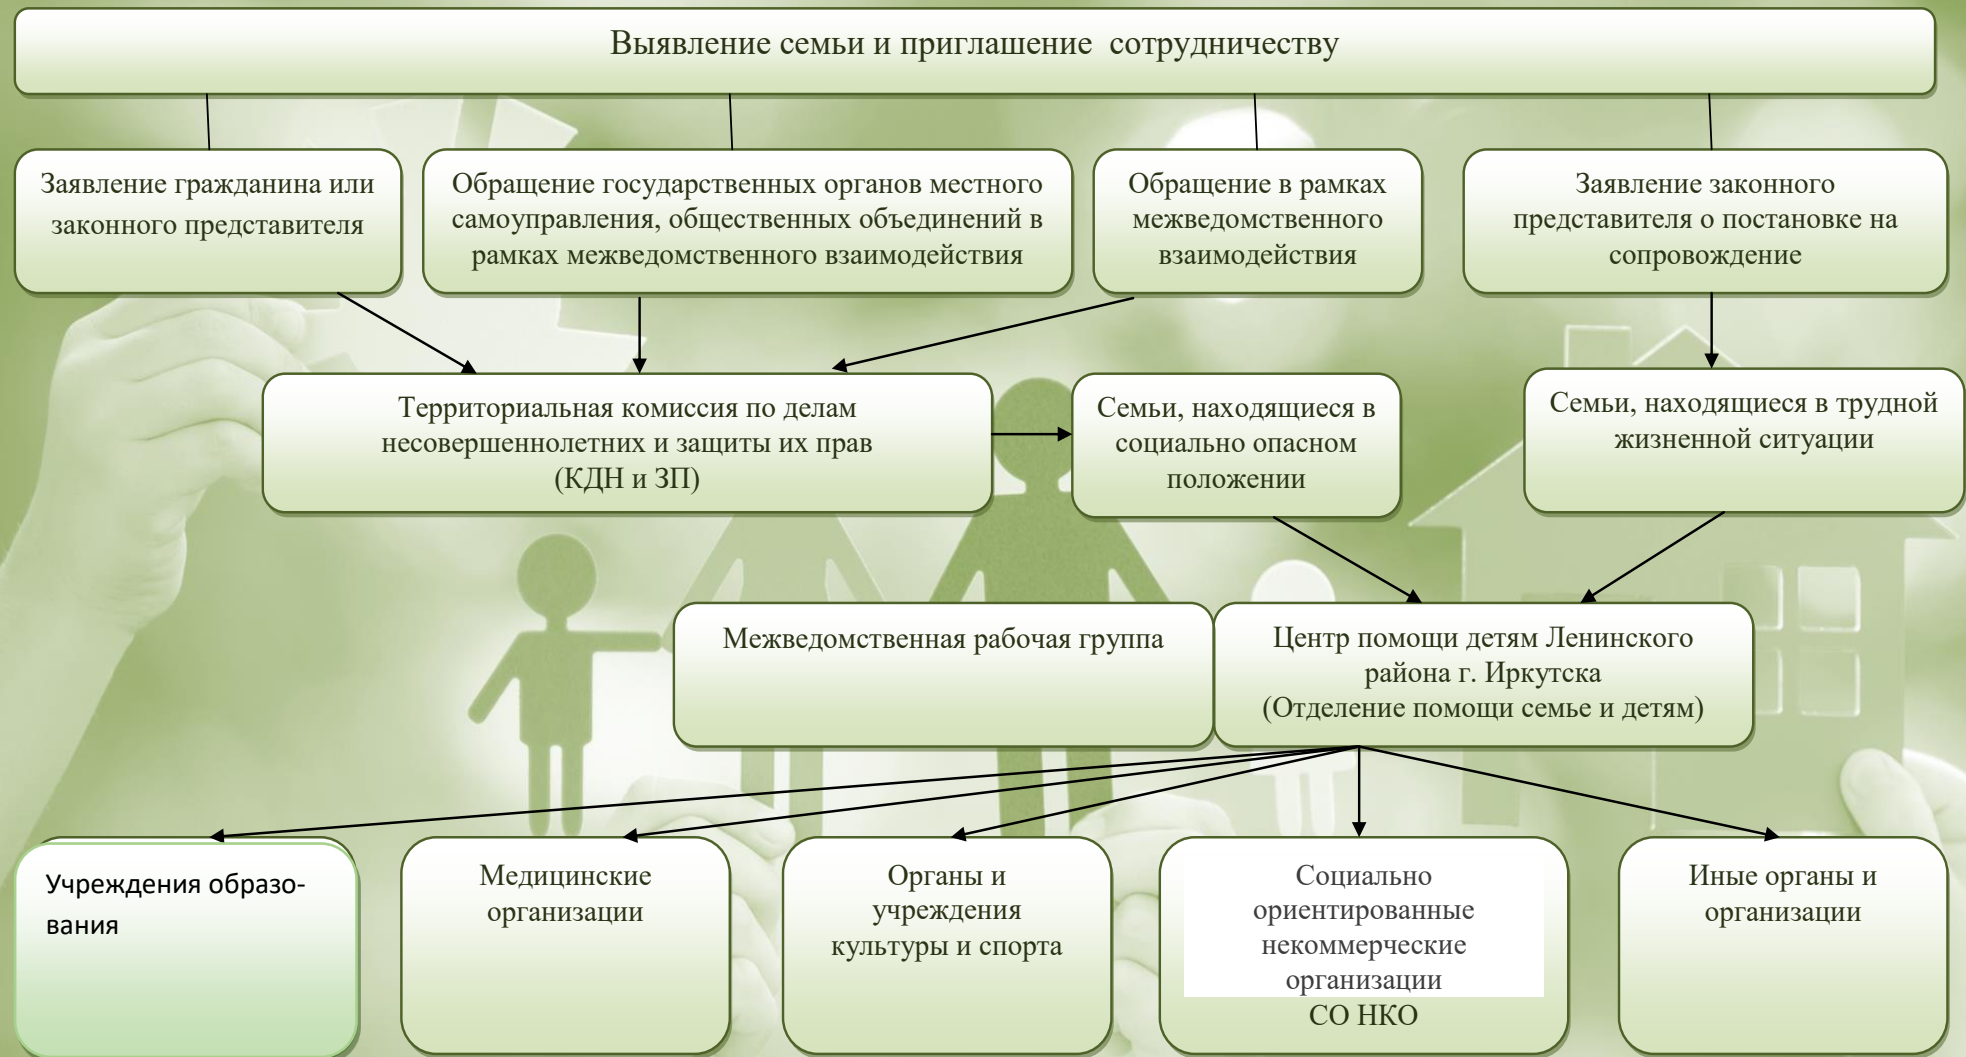 Выявление семьи и приглашение  сотрудничеству
Заявление гражданина или
законного представителя
Обращение государственных органов местного
самоуправления, общественных объединений в
рамках межведомственного взаимодействия
Обращение в рамках
межведомственного
взаимодействия
Заявление законного
представителя о постановке на
сопровождение
Территориальная комиссия по делам
несовершеннолетних и защиты их прав
(КДН и ЗП)
Семьи, находящиеся в
социально опасном
положении
Семьи, находящиеся в трудной
жизненной ситуации
Межведомственная рабочая группа
Центр помощи детям Ленинского
района г. Иркутска
(Отделение помощи семье и детям)
Учреждения образо-
вания
Медицинские
организации
Органы и
учреждения
культуры и спорта
Социально
ориентированные
некоммерческие
организации
СО НКО
Иные органы и
организации